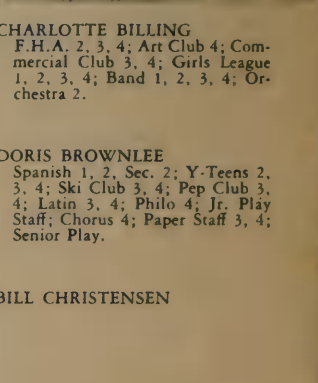 CHARLOTTE BILLING
F.H.A. 2, 3, 4; Art Club 4; Com-
mercial Club 3, 4; Girls League
1, 2, 3, 4; Band 1, 2, 3, 4; Or-
chestra 2.
DORIS BROWNLEE
Spanish 1, 2, Sec. 2; Y-Teens 2,
3, 4; Ski Club 3, 4; Pep Club 3,
4; Latin 3, 4; Philo 4; Jr. Play
Staff; Chorus 4; Paper Staff 3, 4;
Senior Play.
BILL CHRISTENSEN